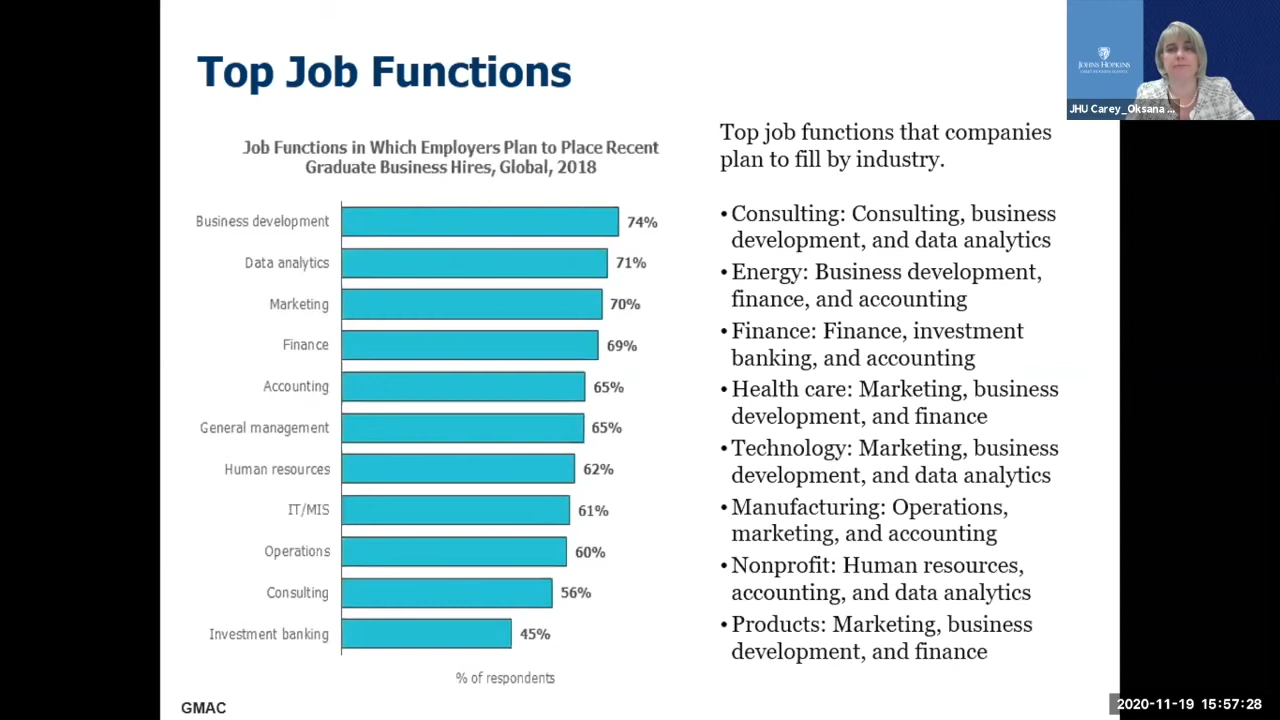 Top Job Functions
JOHNS HOPKINS
JHU Carey_Oksana ...
Job Functions in Which Employers Plan to Place Recent
Graduate Business Hires, Global, 2018
Business development 74%
Data analytics 71%
Marketing 70%
Finance 69%
Accounting 65%
General management 65%
Human resources 62%
IT/MIS 61%
Operations 60%
Consulting 56%
Investment banking 45%
% of respondents
GMAC
Top job functions that companies
plan to fill by industry.
• Consulting: Consulting, business
development, and data analytics
• Energy: Business development,
finance, and accounting
• Finance: Finance, investment
banking, and accounting
• Health care: Marketing, business
development, and finance
• Technology: Marketing, business
development, and data analytics
• Manufacturing: Operations,
marketing, and accounting
• Nonprofit: Human resources,
accounting, and data analytics
• Products: Marketing, business
development, and finance
2020-11-19 15:57:28